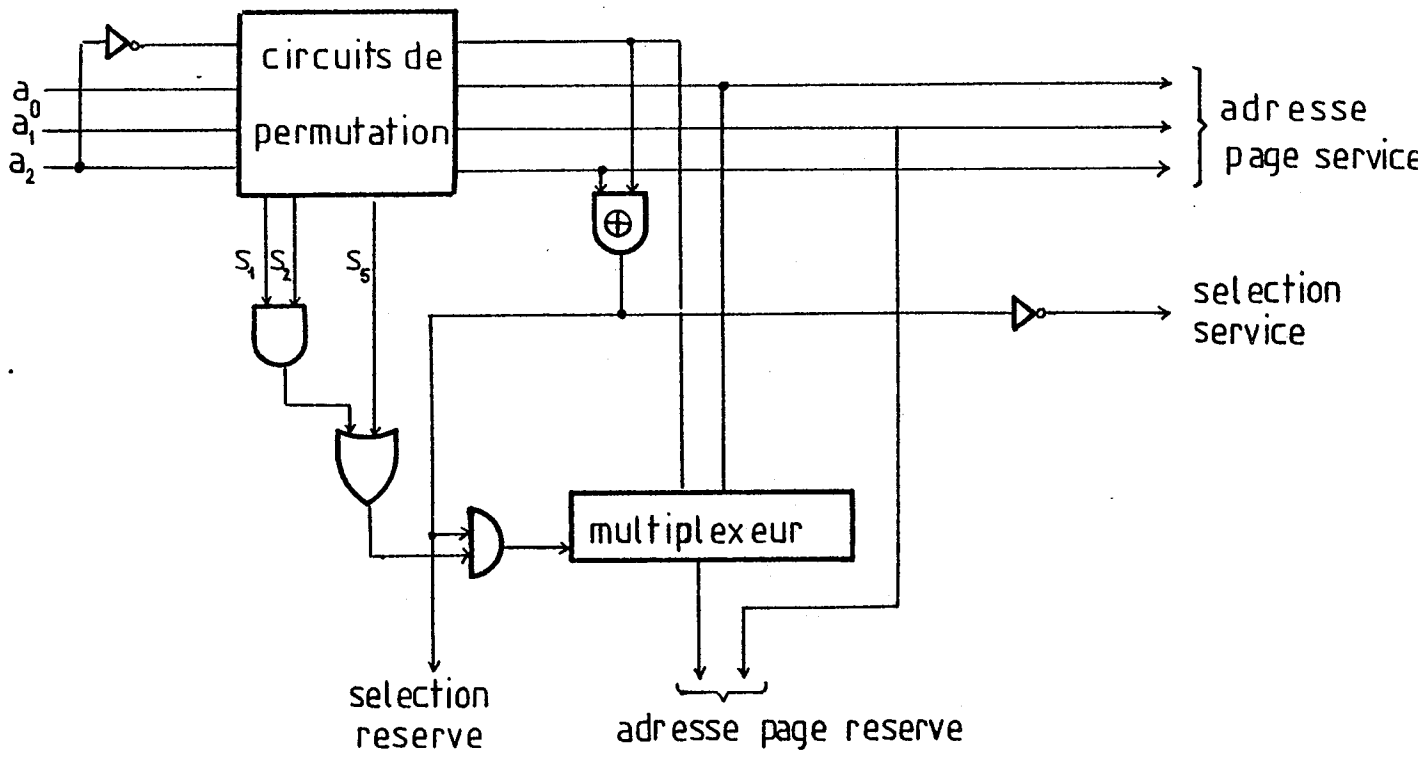 circuits de
permutation
a0
a1
a2
adresse
page service
S1 S2 S5
⊕
selection
service
multiplexeur
selection
reserve
adresse page reserve